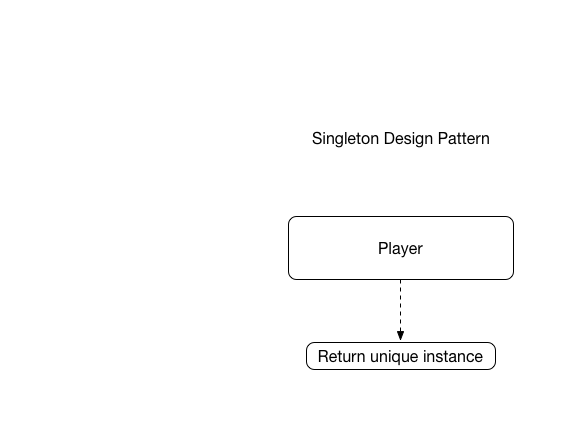 Singleton Design Pattern
Player
Return unique instance